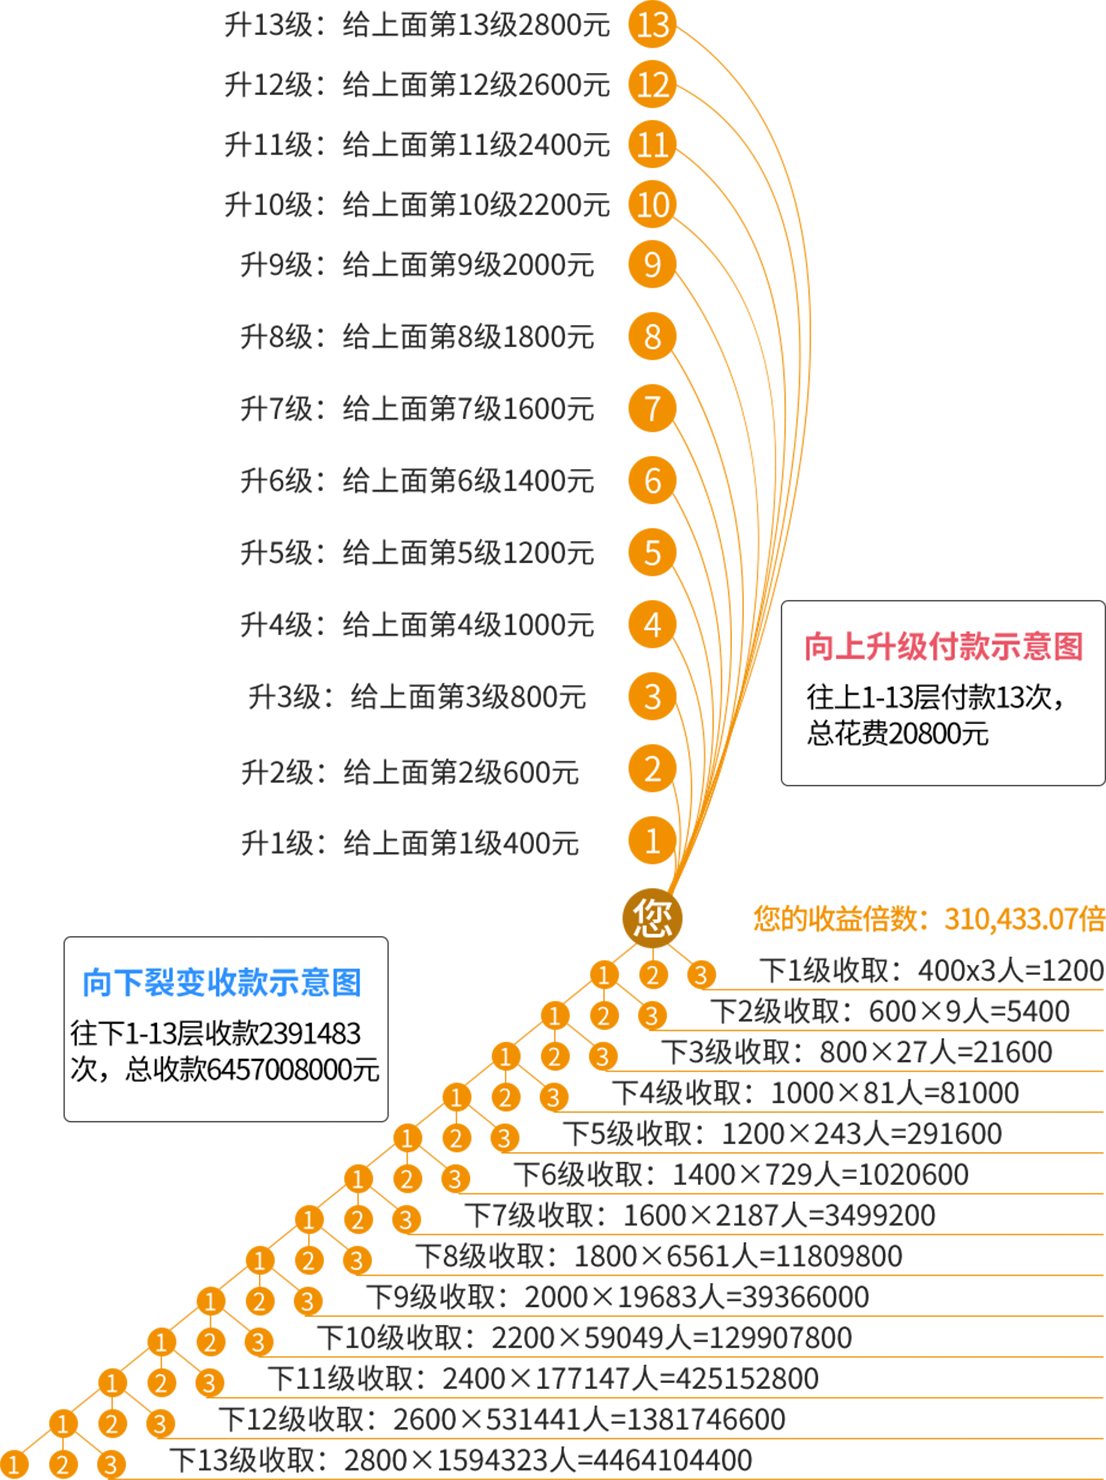 升13级：给上面第13级2800元 13
升12级：给上面第12级2600元 12
升11级：给上面第11级2400元 11
升10级：给上面第10级2200元 10
升9级：给上面第9级2000元 9
升8级：给上面第8级1800元 8
升7级：给上面第7级1600元 7
升6级：给上面第6级1400元 6
升5级：给上面第5级1200元 5
升4级：给上面第4级1000元 4
升3级：给上面第3级800元 3
升2级：给上面第2级600元 2
升1级：给上面第1级400元 1
向上升级付款示意图
往上1-13层付款13次，
总花费20800元
您
您的收益倍数：310,433.07倍
向下裂变收款示意图
往下1-13层收款2391483
次，总收款6457008000元
1 2 3 下1级收取：400x3人=1200
1 2 3 下2级收取：600×9人=5400
1 2 3 下3级收取：800×27人=21600
1 2 3 下4级收取：1000×81人=81000
1 2 3 下5级收取：1200×243人=291600
1 2 3 下6级收取：1400×729人=1020600
1 2 3 下7级收取：1600×2187人=3499200
1 2 3 下8级收取：1800×6561人=11809800
1 2 3 下9级收取：2000×19683人=39366000
1 2 3 下10级收取：2200×59049人=129907800
1 2 3 下11级收取：2400×177147人=425152800
1 2 3 下12级收取：2600×531441人=1381746600
1 2 3 下13级收取：2800×1594323人=4464104400